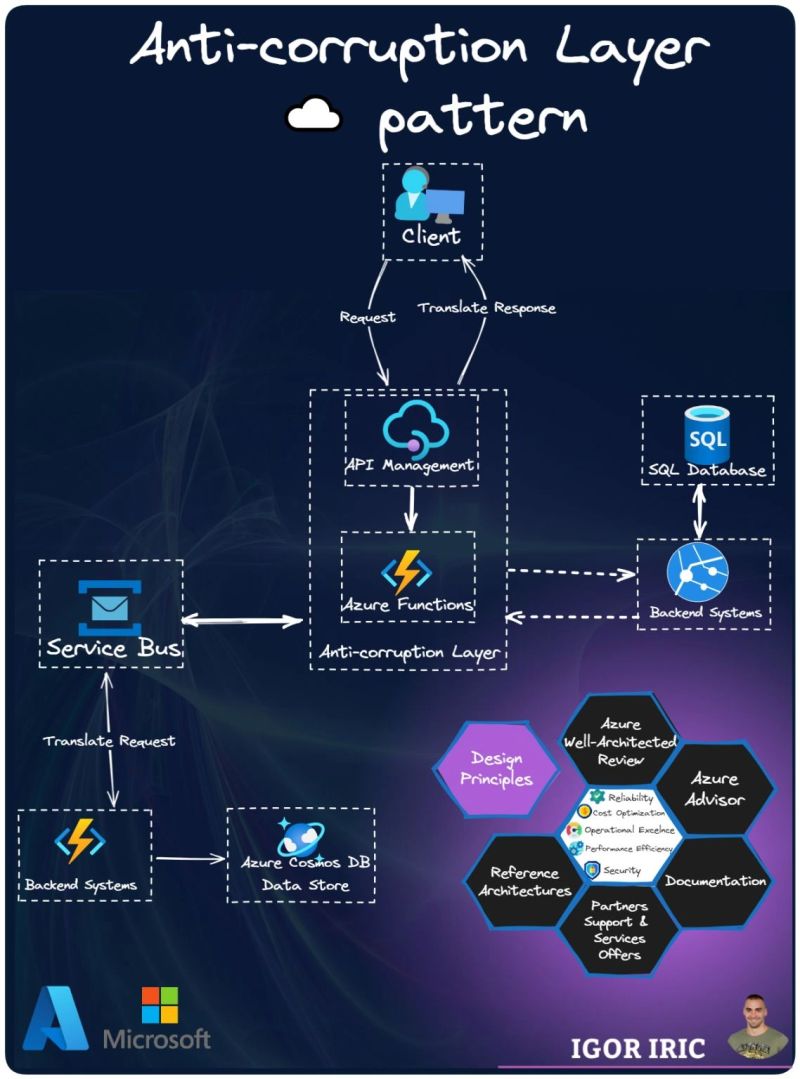 Anti-corruption Layer
pattern
Client
Request
Translate Response
API Management
SQL
SQL Database
Azure Functions
Backend Systems
Service Bus
Anti-corruption Layer
Translate Request
Backend Systems
Azure Cosmos DB
Data Store
Design
Principles
Azure
Well-Architected
Review
Azure
Advisor
Reliability
Cost Optimization
Operational Excelnce
Performance Efficiency
Security
Reference
Architectures
Documentation
Partners
Support &
Services
Offers
Microsoft
IGOR IRIC